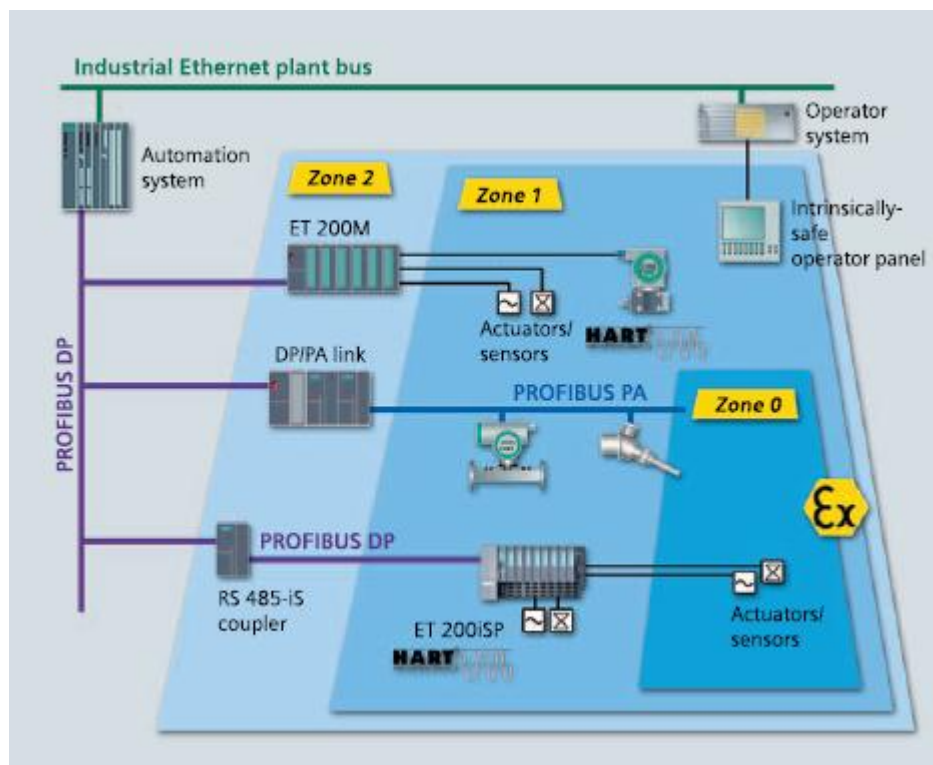 Industrial Ethernet plant bus
Operator
system
Automation
system
Zone 2
Zone 1
ET 200M
Intrinsically-
safe
operator panel
Actuators/
sensors
HART
DP/PA link
PROFIBUS DP
PROFIBUS PA
Zone 0
Ex
PROFIBUS DP
RS 485-iS
coupler
ET 200iSP
HART
Actuators/
sensors